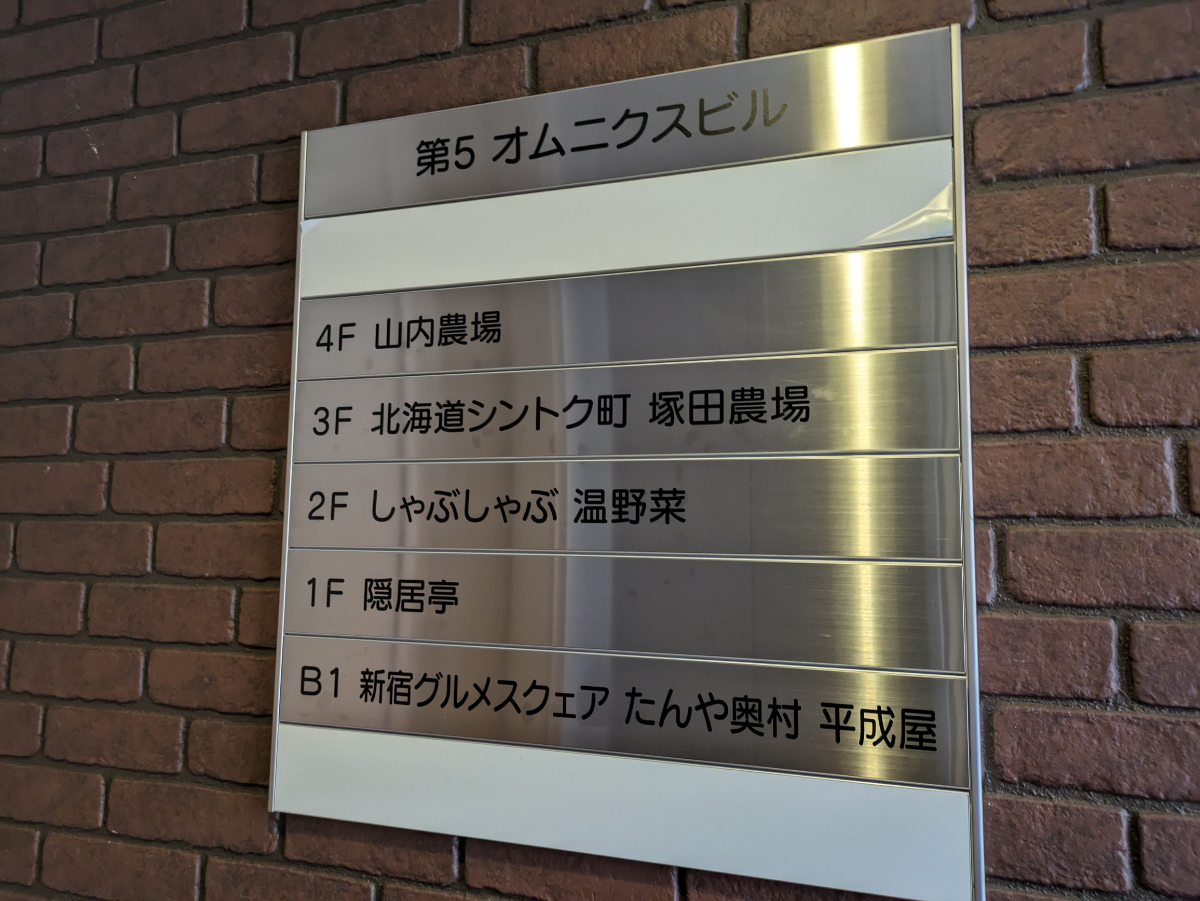 第5 オムニクスビル
4F 山内農場
3F 北海道シントク町 塚田農場
2F しゃぶしゃぶ 温野菜
1F 隠居亭
B1 新宿グルメスクェア たんや奥村 平成屋